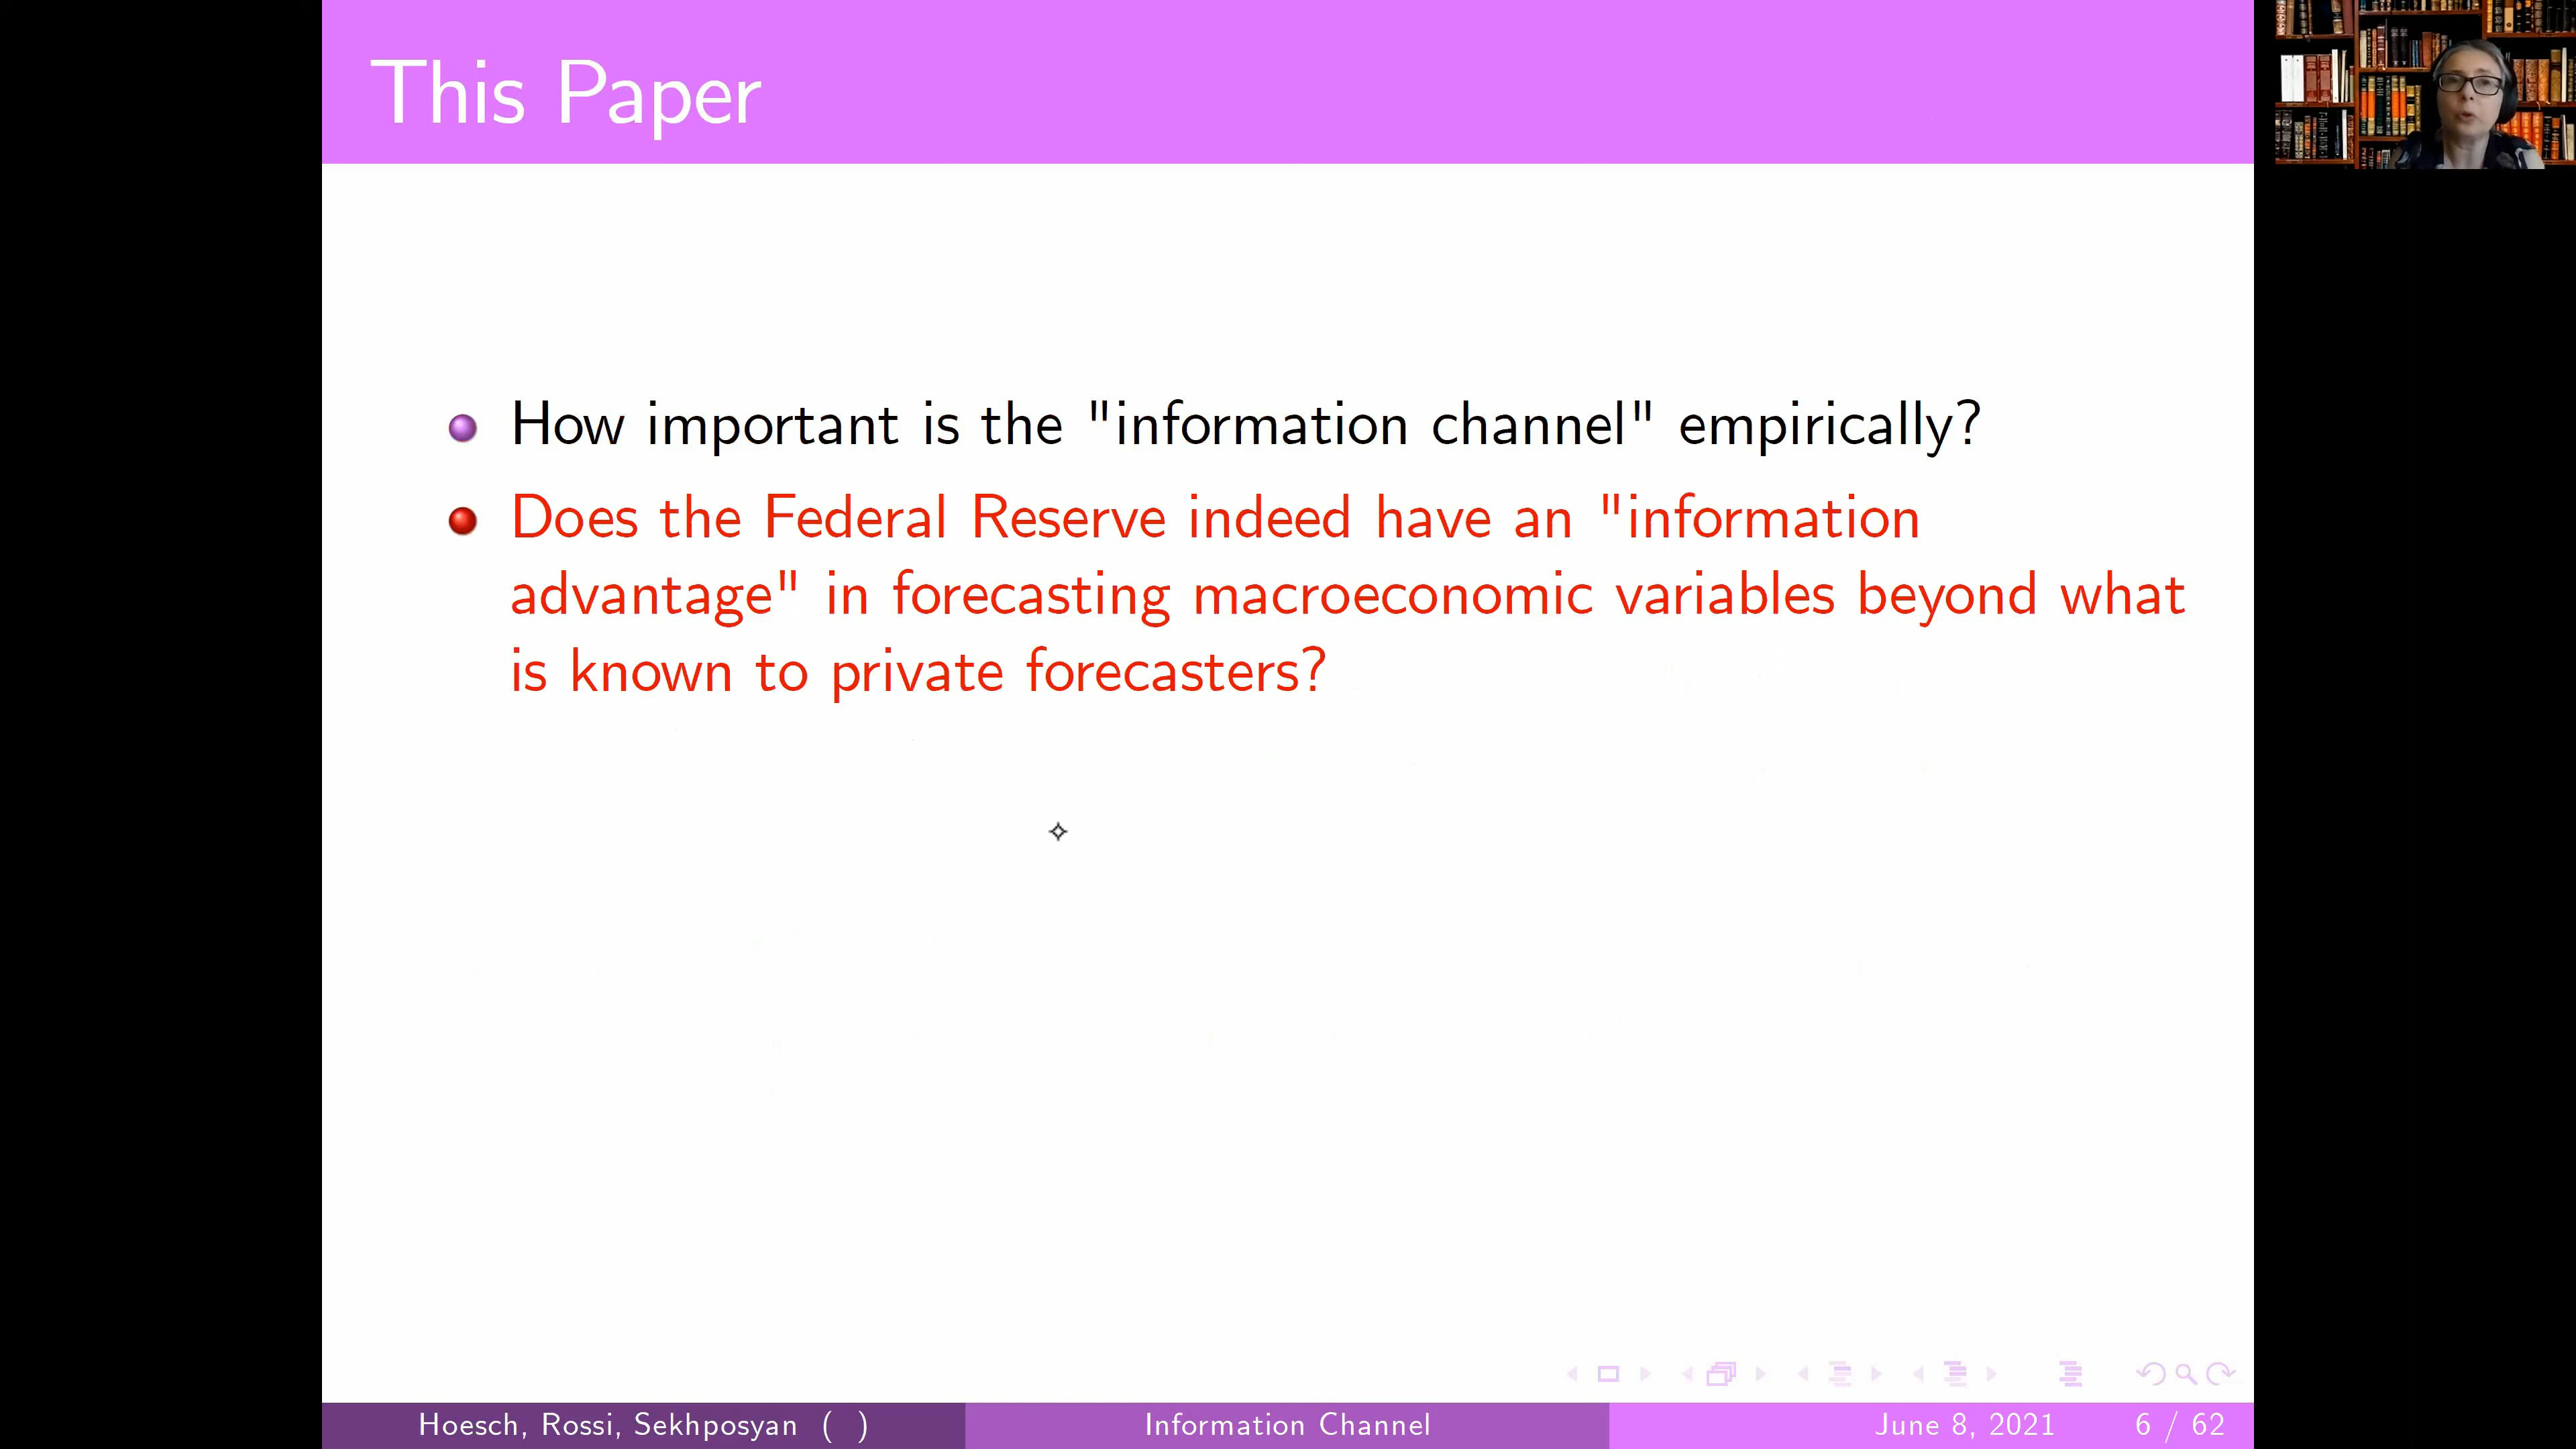 This Paper
How important is the "information channel" empirically?
Does the Federal Reserve indeed have an "information
advantage" in forecasting macroeconomic variables beyond what
is known to private forecasters?
Hoesch, Rossi, Sekhposyan ( ) Information Channel June 8, 2021 6 / 62